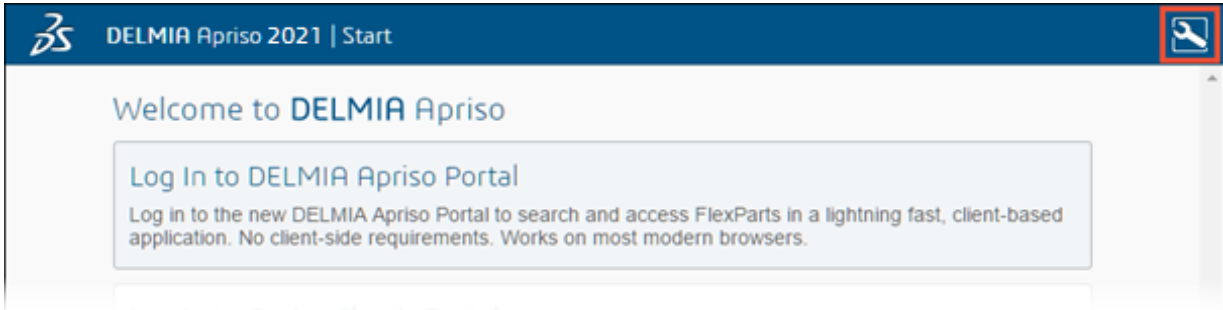 DELMIA Apriso 2021 | Start
Welcome to DELMIA Apriso
Log In to DELMIA Apriso Portal
Log in to the new DELMIA Apriso Portal to search and access FlexParts in a lightning fast, client-based
application. No client-side requirements. Works on most modern browsers.